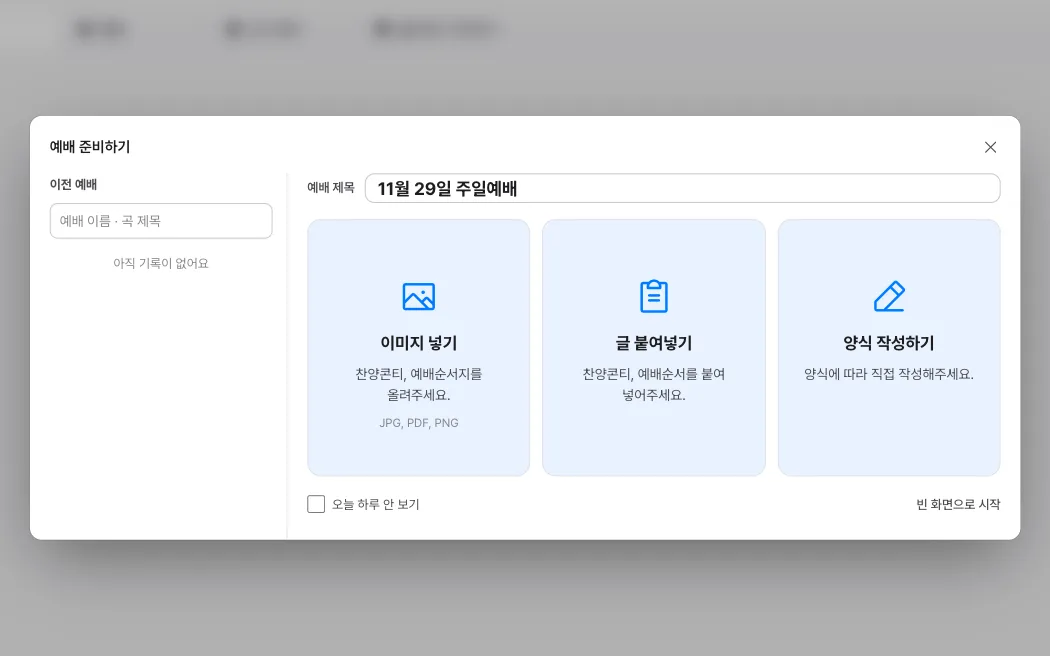 예배 준비하기
이전 예배
예배 이름 · 곡 제목
아직 기록이 없어요
예배 제목
11월 29일 주일예배
이미지 넣기
찬양콘티, 예배순서지를
올려주세요.
JPG, PDF, PNG
글 붙여넣기
찬양콘티, 예배순서를 붙여
넣어주세요.
양식 작성하기
양식에 따라 직접 작성해주세요.
오늘 하루 안 보기
빈 화면으로 시작